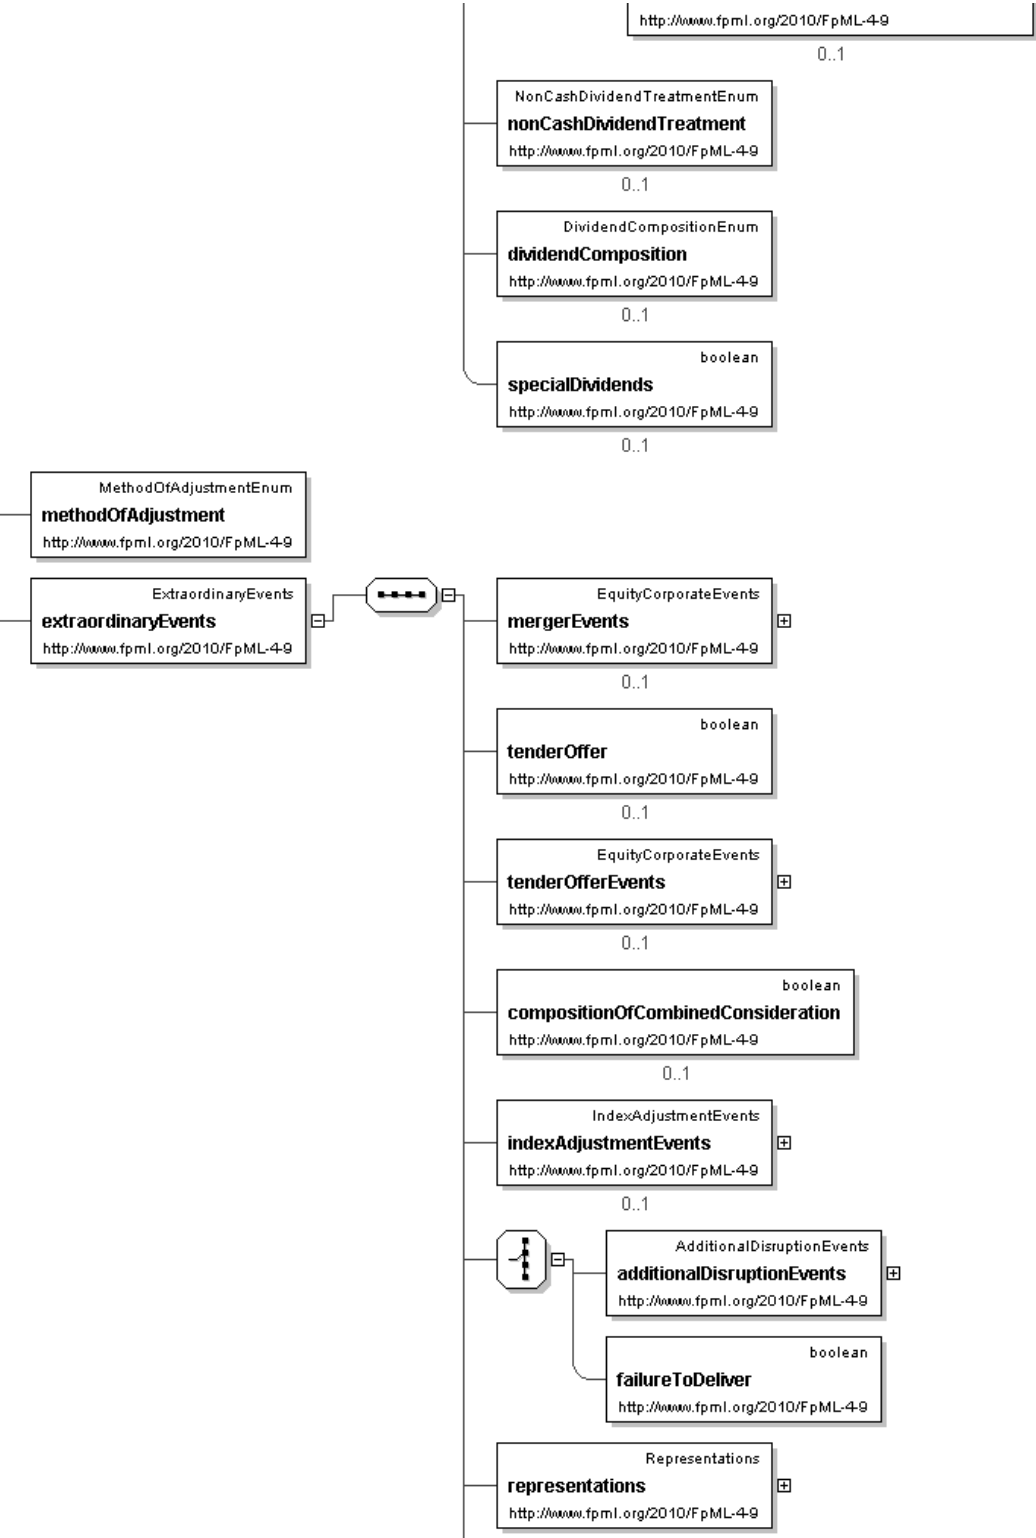 http://www.fpml.org/2010/FpML-4-9
0..1
NonCashDividendTreatmentEnum
nonCashDividendTreatment
http://www.fpml.org/2010/FpML-4-9
0..1
DividendCompositionEnum
dividendComposition
http://www.fpml.org/2010/FpML-4-9
0..1
boolean
specialDividends
http://www.fpml.org/2010/FpML-4-9
0..1
MethodOfAdjustmentEnum
methodOfAdjustment
http://www.fpml.org/2010/FpML-4-9
ExtraordinaryEvents
extraordinaryEvents
http://www.fpml.org/2010/FpML-4-9
EquityCorporateEvents
mergerEvents
http://www.fpml.org/2010/FpML-4-9
0..1
boolean
tenderOffer
http://www.fpml.org/2010/FpML-4-9
0..1
EquityCorporateEvents
tenderOfferEvents
http://www.fpml.org/2010/FpML-4-9
0..1
boolean
compositionOfCombinedConsideration
http://www.fpml.org/2010/FpML-4-9
0..1
IndexAdjustmentEvents
indexAdjustmentEvents
http://www.fpml.org/2010/FpML-4-9
0..1
AdditionalDisruptionEvents
additionalDisruptionEvents
http://www.fpml.org/2010/FpML-4-9
boolean
failureToDeliver
http://www.fpml.org/2010/FpML-4-9
Representations
representations
http://www.fpml.org/2010/FpML-4-9